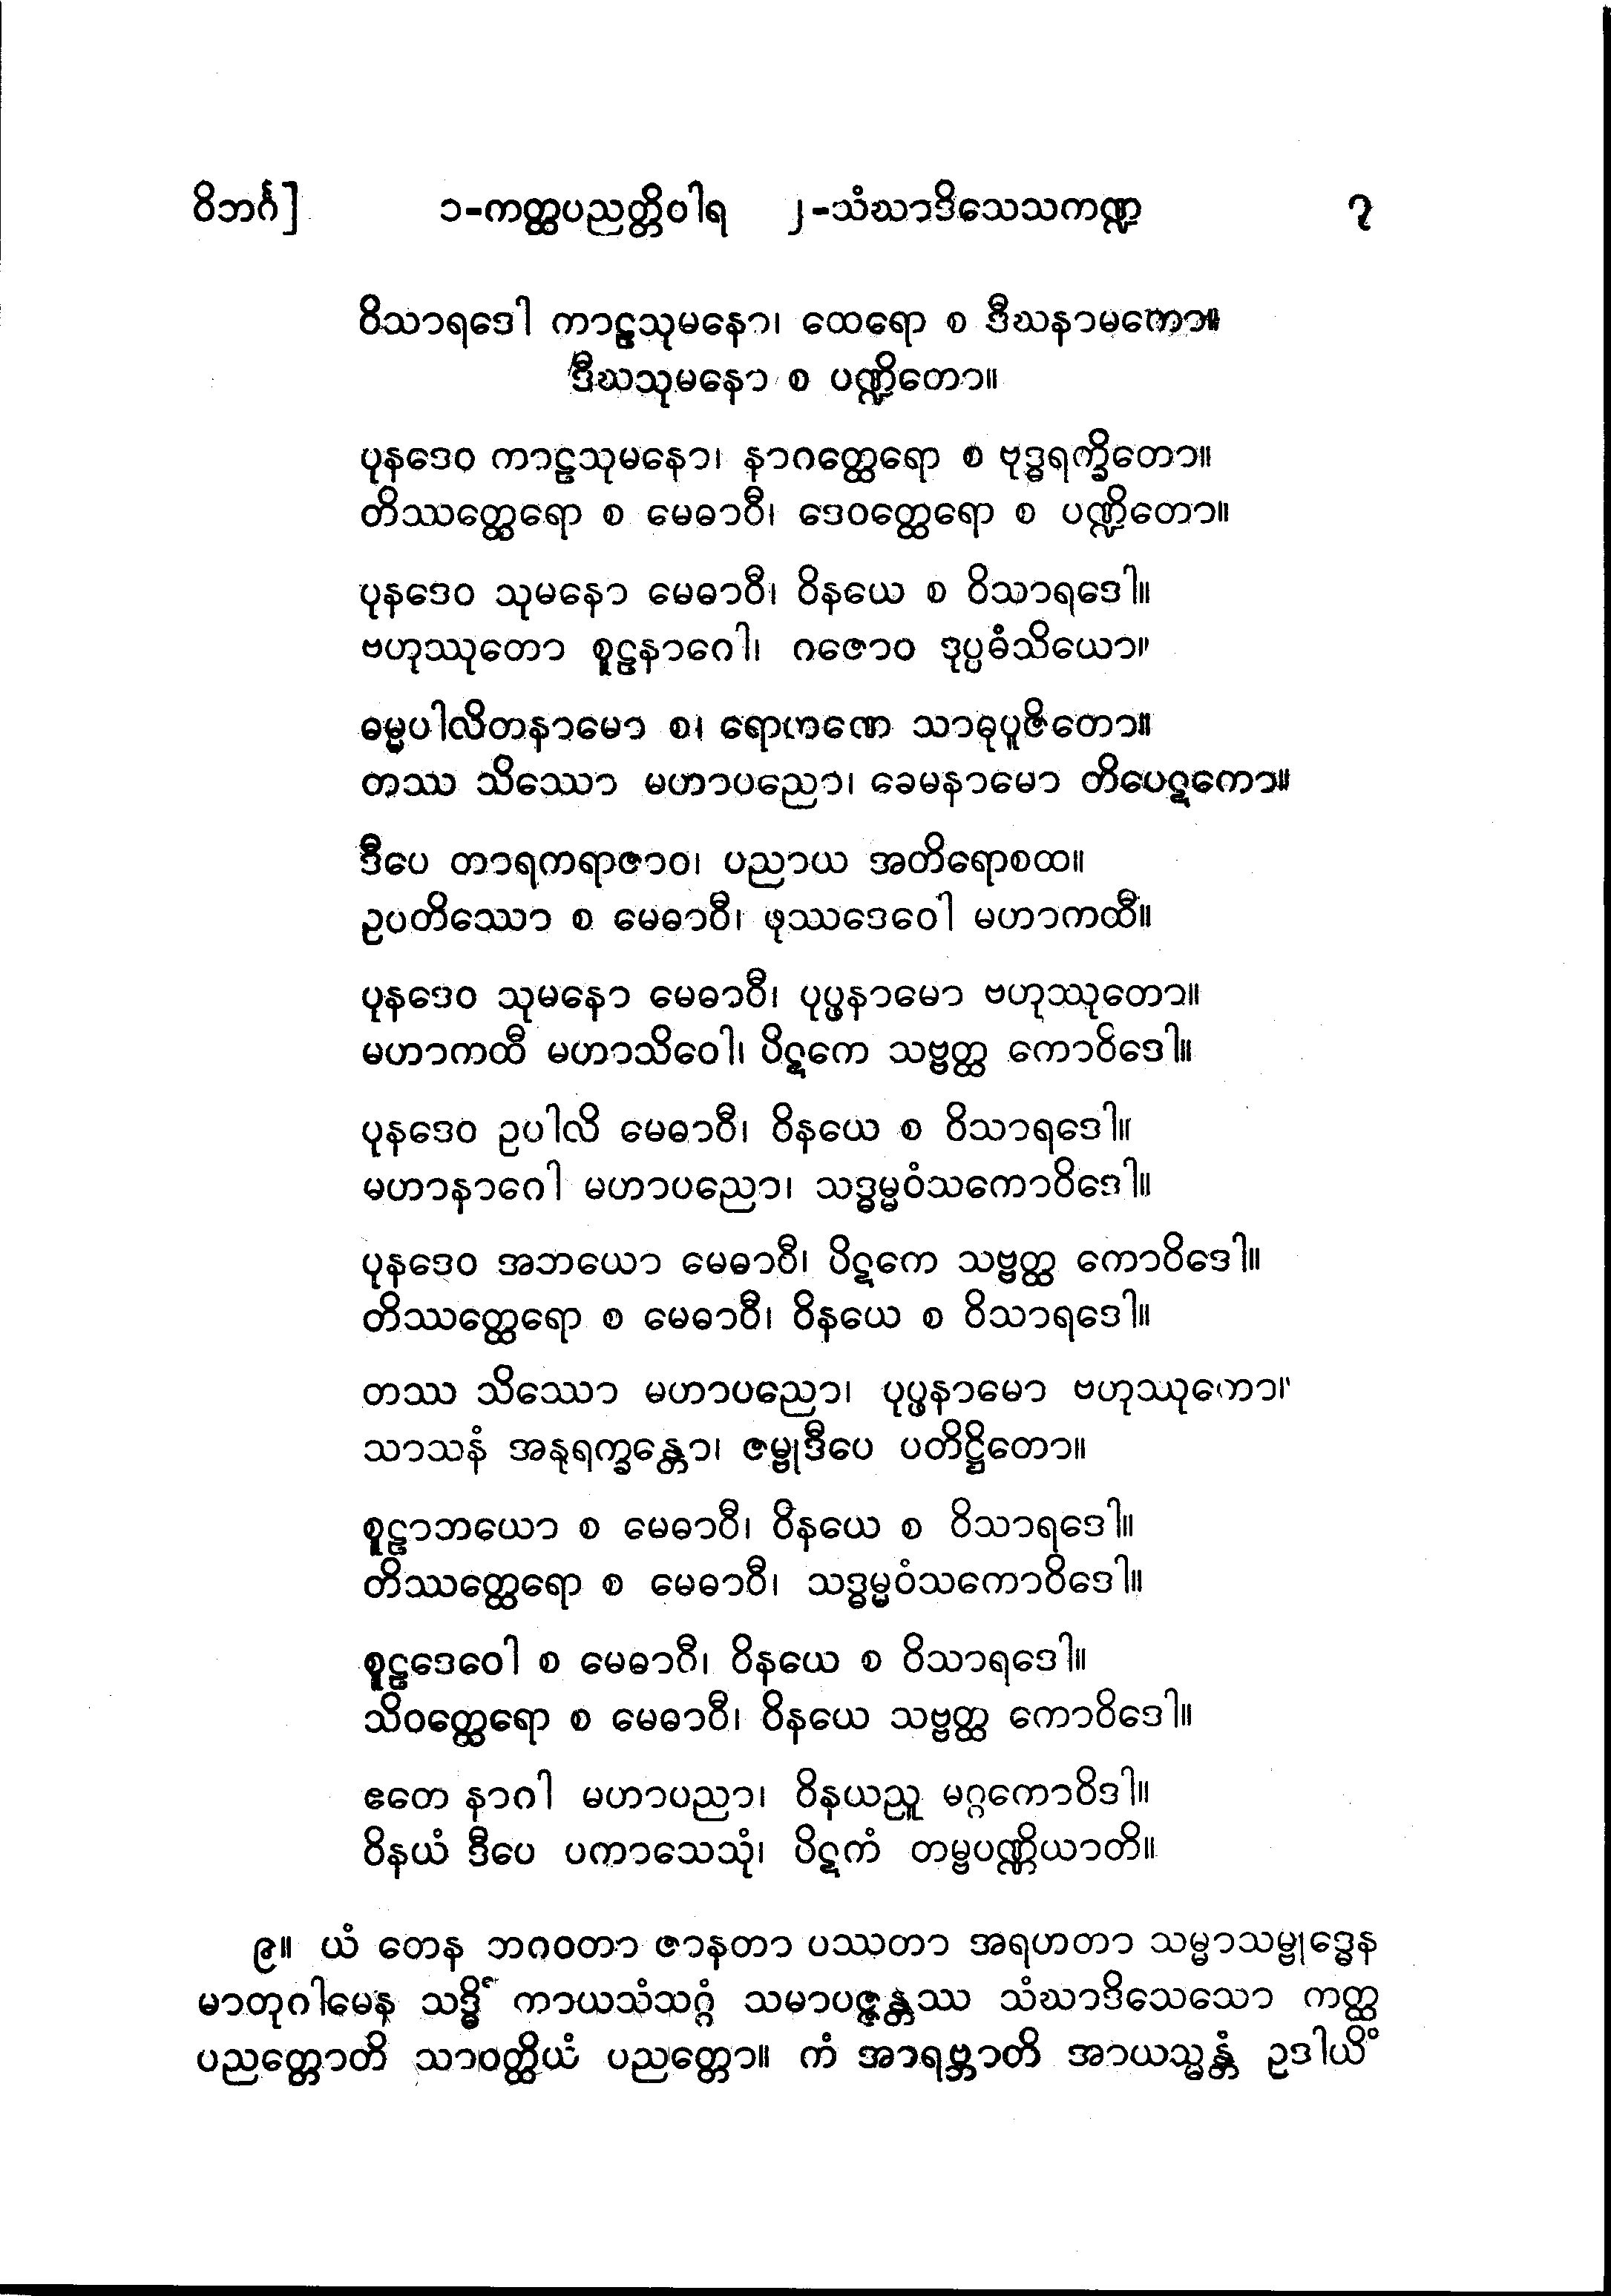 ဝိဘင်္ဂ] ၁-ကတ္ထပညတ္တိဝါရ ၂-သံဃာဒိသေသကဏ္ဍ ၇
ဝိသာရဒေါ ကာဠသုမနော၊ ထေရော စ ဒီဃနာမကော။
ဒီဃသုမနော စ ပဏ္ဍိတော။
ပုနဒေဝ ကာဠသုမနော၊ နာဂတ္ထေရော စ ဗုဒ္ဓရက္ခိတော။
တိဿတ္ထေရော စ မေဓာဝီ၊ ဒေဝတ္ထေရော စ ပဏ္ဍိတော။
ပုနဒေဝ သုမနော မေဓာဝီ၊ ဝိနယေ စ ဝိသာရဒေါ။
ဗဟုဿုတော စူဠနာဂေါ၊ ဂဇောဝ ဒုပ္ပဓံသိယော။
ဓမ္မပါလိတနာမော စ၊ ရောဟဏေ သာဓုပူဇိတော။
တဿ သိဿော မဟာပညော၊ ခေမနာမော တိပေဋကော။
ဒီပေ တာရကရာဇာဝ၊ ပညာယ အတိရောစထ။
ဥပတိဿော စ မေဓာဝီ၊ ဖုဿဒေဝေါ မဟာကထီ။
ပုနဒေဝ သုမနော မေဓာဝီ၊ ပုပ္ဖနာမော ဗဟုဿုတော။
မဟာကထီ မဟာသိဝေါ၊ ပိဋကေ သဗ္ဗတ္ထ ကောဝိဒေါ။
ပုနဒေဝ ဥပါလိ မေဓာဝီ၊ ဝိနယေ စ ဝိသာရဒေါ။
မဟာနာဂေါ မဟာပညော၊ သဒ္ဓမ္မဝံသကောဝိဒေါ။
ပုနဒေဝ အဘယော မေဓာဝီ၊ ပိဋကေ သဗ္ဗတ္ထ ကောဝိဒေါ။
တိဿတ္ထေရော စ မေဓာဝီ၊ ဝိနယေ စ ဝိသာရဒေါ။
တဿ သိဿော မဟာပညော၊ ပုပ္ဖနာမော ဗဟုဿုတော။
သာသနံ အနုရက္ခန္တော၊ ဇမ္ဗုဒီပေ ပတိဋ္ဌိတော။
စူဠာဘယော စ မေဓာဝီ၊ ဝိနယေ စ ဝိသာရဒေါ။
တိဿတ္ထေရော စ မေဓာဝီ၊ သဒ္ဓမ္မဝံသကောဝိဒေါ။
စူဠဒေဝေါ စ မေဓာဝီ၊ ဝိနယေ စ ဝိသာရဒေါ။
သိဝတ္ထေရော စ မေဓာဝီ၊ ဝိနယေ သဗ္ဗတ္ထ ကောဝိဒေါ။
ဧတေ နာဂါ မဟာပညာ၊ ဝိနယညူ မဂ္ဂကောဝိဒါ။
ဝိနယံ ဒီပေ ပကာသေသုံ၊ ပိဋကံ တမ္ဗပဏ္ဏိယာတိ။
၉။ ယံ တေန ဘဂဝတာ ဇာနတာ ပဿတာ အရဟတာ သမ္မာသမ္ဗုဒ္ဓေန
မာတုဂါမေန သဒ္ဓိံ ကာယသံသဂ္ဂံ သမာပဇ္ဇန္တဿ သံဃာဒိသေသော ကတ္ထ
ပညတ္တောတိ သာဝတ္ထိယံ ပညတ္တော။ ကံ အာရဗ္ဘာတိ အာယသ္မန္တံ ဥဒါယိံ